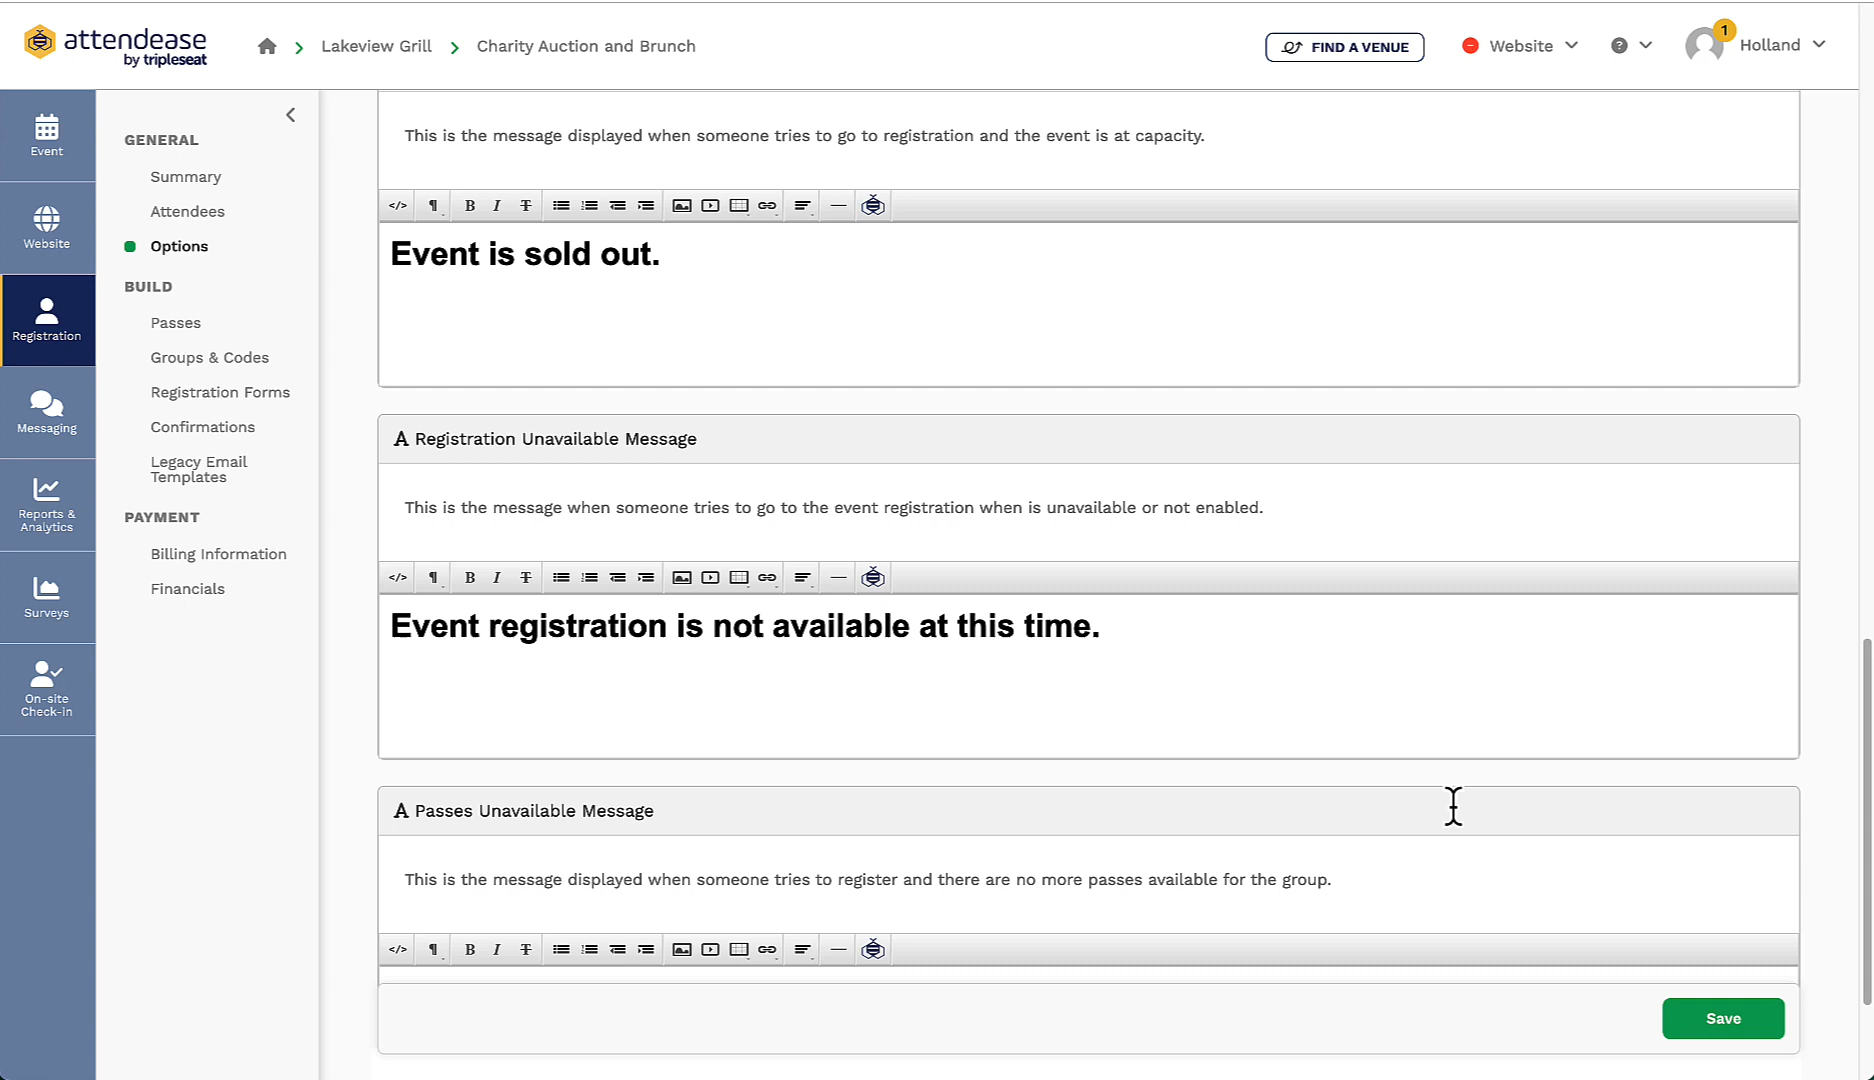 attendease
by tripleseat
Lakeview Grill
Charity Auction and Brunch
FIND A VENUE
Website
?
1
Holland
Event
Website
Registration
Messaging
Reports &
Analytics
Surveys
On-site
Check-in
GENERAL
Summary
Attendees
Options
BUILD
Passes
Groups & Codes
Registration Forms
Confirmations
Legacy Email
Templates
PAYMENT
Billing Information
Financials
This is the message displayed when someone tries to go to registration and the event is at capacity.
</> ¶ B I T
Event is sold out.
A Registration Unavailable Message
This is the message when someone tries to go to the event registration when is unavailable or not enabled.
</> ¶ B I T
Event registration is not available at this time.
A Passes Unavailable Message
This is the message displayed when someone tries to register and there are no more passes available for the group.
</> ¶ B I T
Save